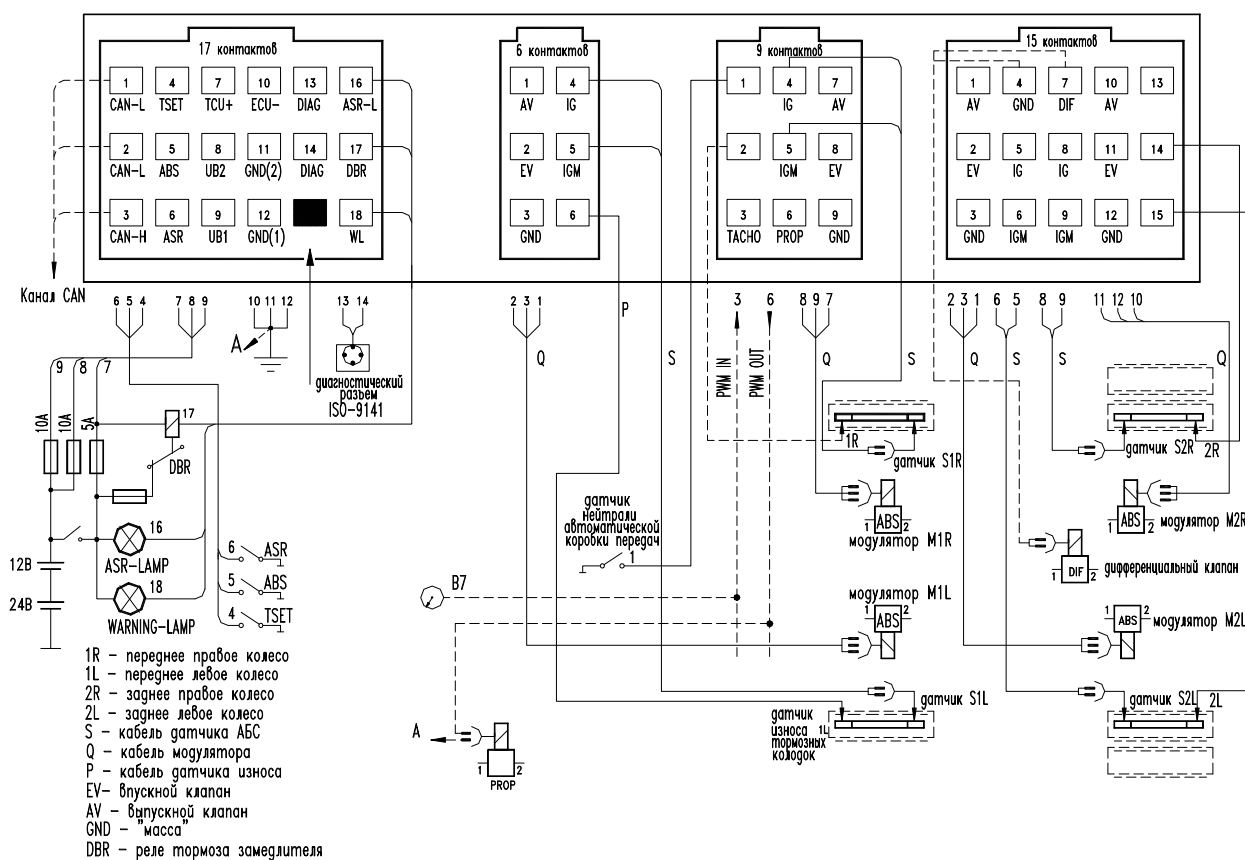 17 контактов
6 контактов
9 контактов
15 контактов
1 4 7 10 13 16
CAN-L TSET TCU+ ECU- DIAG ASR-L
2 5 8 11 14 17
CAN-L ABS UB2 GND(2) DIAG DBR
3 6 9 12 18
CAN-H ASR UB1 GND(1) WL
1 4
AV IG
2 5
EV IGM
3 6
GND
1 4 7
IG AV
2 5 8
IGM EV
3 6 9
TACHO PROP GND
1 4 7 10 13
AV GND DIF AV
2 5 8 11 14
EV IG IG EV
3 6 9 12 15
GND IGM IGM GND
Канал CAN
6 5 4
7 8 9
10 11 12
13 14
2 3 1
P
3
6
8 9 7
2 3 1
6 5
8 9
11 12 10
A
9 8 7
диагностический
разъем
ISO-9141
Q
S
PWM IN
PWM OUT
Q
S
Q
S
S
Q
10A 10A 5A
17
DBR
1R
датчик S1R
датчик S2R
2R
16
ASR-LAMP
18
WARNING-LAMP
12В
24В
6 ASR
5 ABS
4 TSET
датчик
нейтрали
автоматической
коробки передач
1
B7
1 ABS 2
модулятор M1R
1 ABS 2
модулятор M2R
1 DIF 2
дифференциальный клапан
модулятор M1L
1 2
ABS
1 2
ABS
модулятор M2L
датчик S1L
датчик S2L
2L
датчик
износа 1L
тормозных
колодок
A
1 2
PROP
1R - переднее правое колесо
1L - переднее левое колесо
2R - заднее правое колесо
2L - заднее левое колесо
S - кабель датчика АБС
Q - кабель модулятора
P - кабель датчика износа
EV- впускной клапан
AV - выпускной клапан
GND - "масса"
DBR - реле тормоза замедлителя